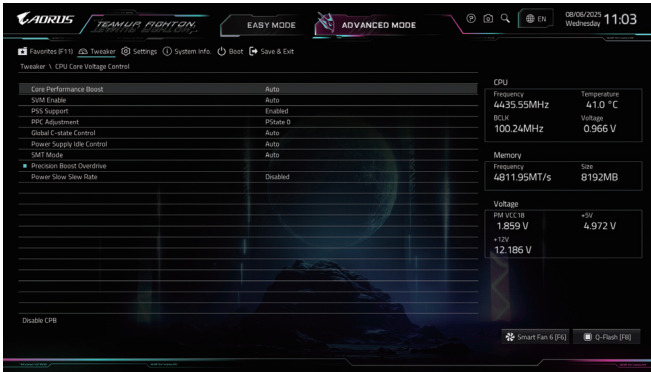 AORUS
TEAM UP. FIGHT ON.
EASY MODE
ADVANCED MODE
EN
08/06/2025
Wednesday
11:03
Favorites (F11)
Tweaker
Settings
System Info.
Boot
Save & Exit
Tweaker \ CPU Core Voltage Control
Core Performance Boost Auto
SVM Enable Auto
PSS Support Enabled
PPC Adjustment PState 0
Global C-state Control Auto
Power Supply Idle Control Auto
SMT Mode Auto
Precision Boost Overdrive
Power Slow Slew Rate Disabled
Disable CPB
CPU
Frequency Temperature
4435.55MHz 41.0 °C
BCLK Voltage
100.24MHz 0.966 V
Memory
Frequency Size
4811.95MT/s 8192MB
Voltage
PM VCC18 +5V
1.859 V 4.972 V
+12V
12.186 V
Smart Fan 6 [F6]
Q-Flash [F8]